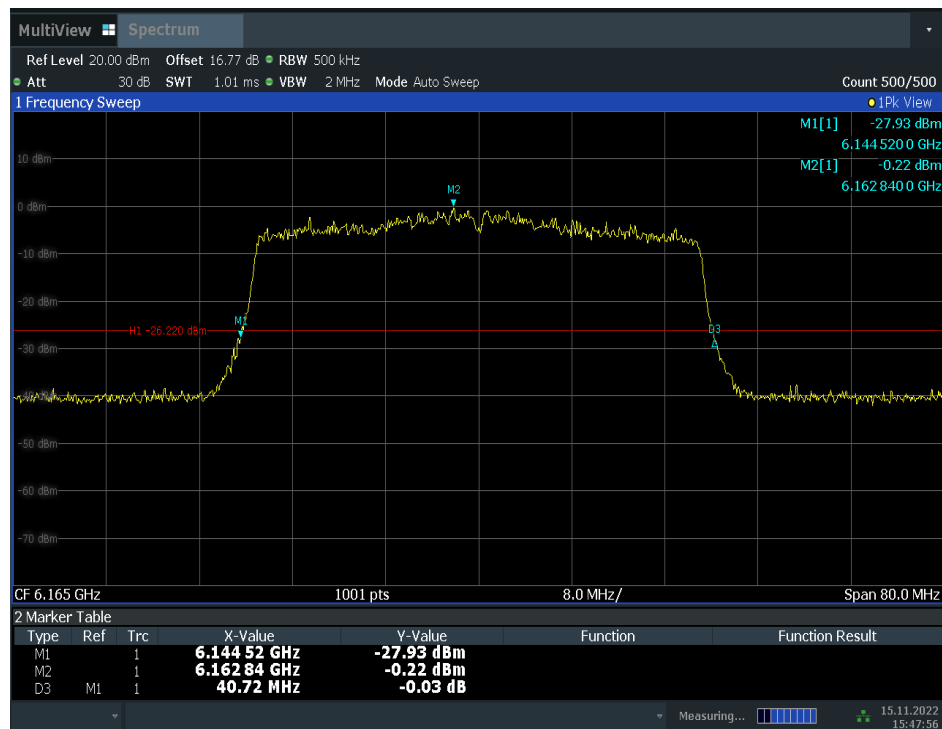 MultiView Spectrum
Ref Level 20.00 dBm Offset 16.77 dB RBW 500 kHz
Att 30 dB SWT 1.01 ms VBW 2 MHz Mode Auto Sweep Count 500/500
1 Frequency Sweep 1Pk View
M1[1] -27.93 dBm
6.144 520 0 GHz
M2[1] -0.22 dBm
6.162 840 0 GHz
10 dBm
M2
0 dBm
-10 dBm
-20 dBm
M1
H1 -26.220 dBm
D3
-30 dBm
-40 dBm
-50 dBm
-60 dBm
-70 dBm
CF 6.165 GHz 1001 pts 8.0 MHz/ Span 80.0 MHz
2 Marker Table
Type Ref Trc X-Value Y-Value Function Function Result
M1 1 6.144 52 GHz -27.93 dBm
M2 1 6.162 84 GHz -0.22 dBm
D3 M1 1 40.72 MHz -0.03 dB
Measuring... 15.11.2022
15:47:56